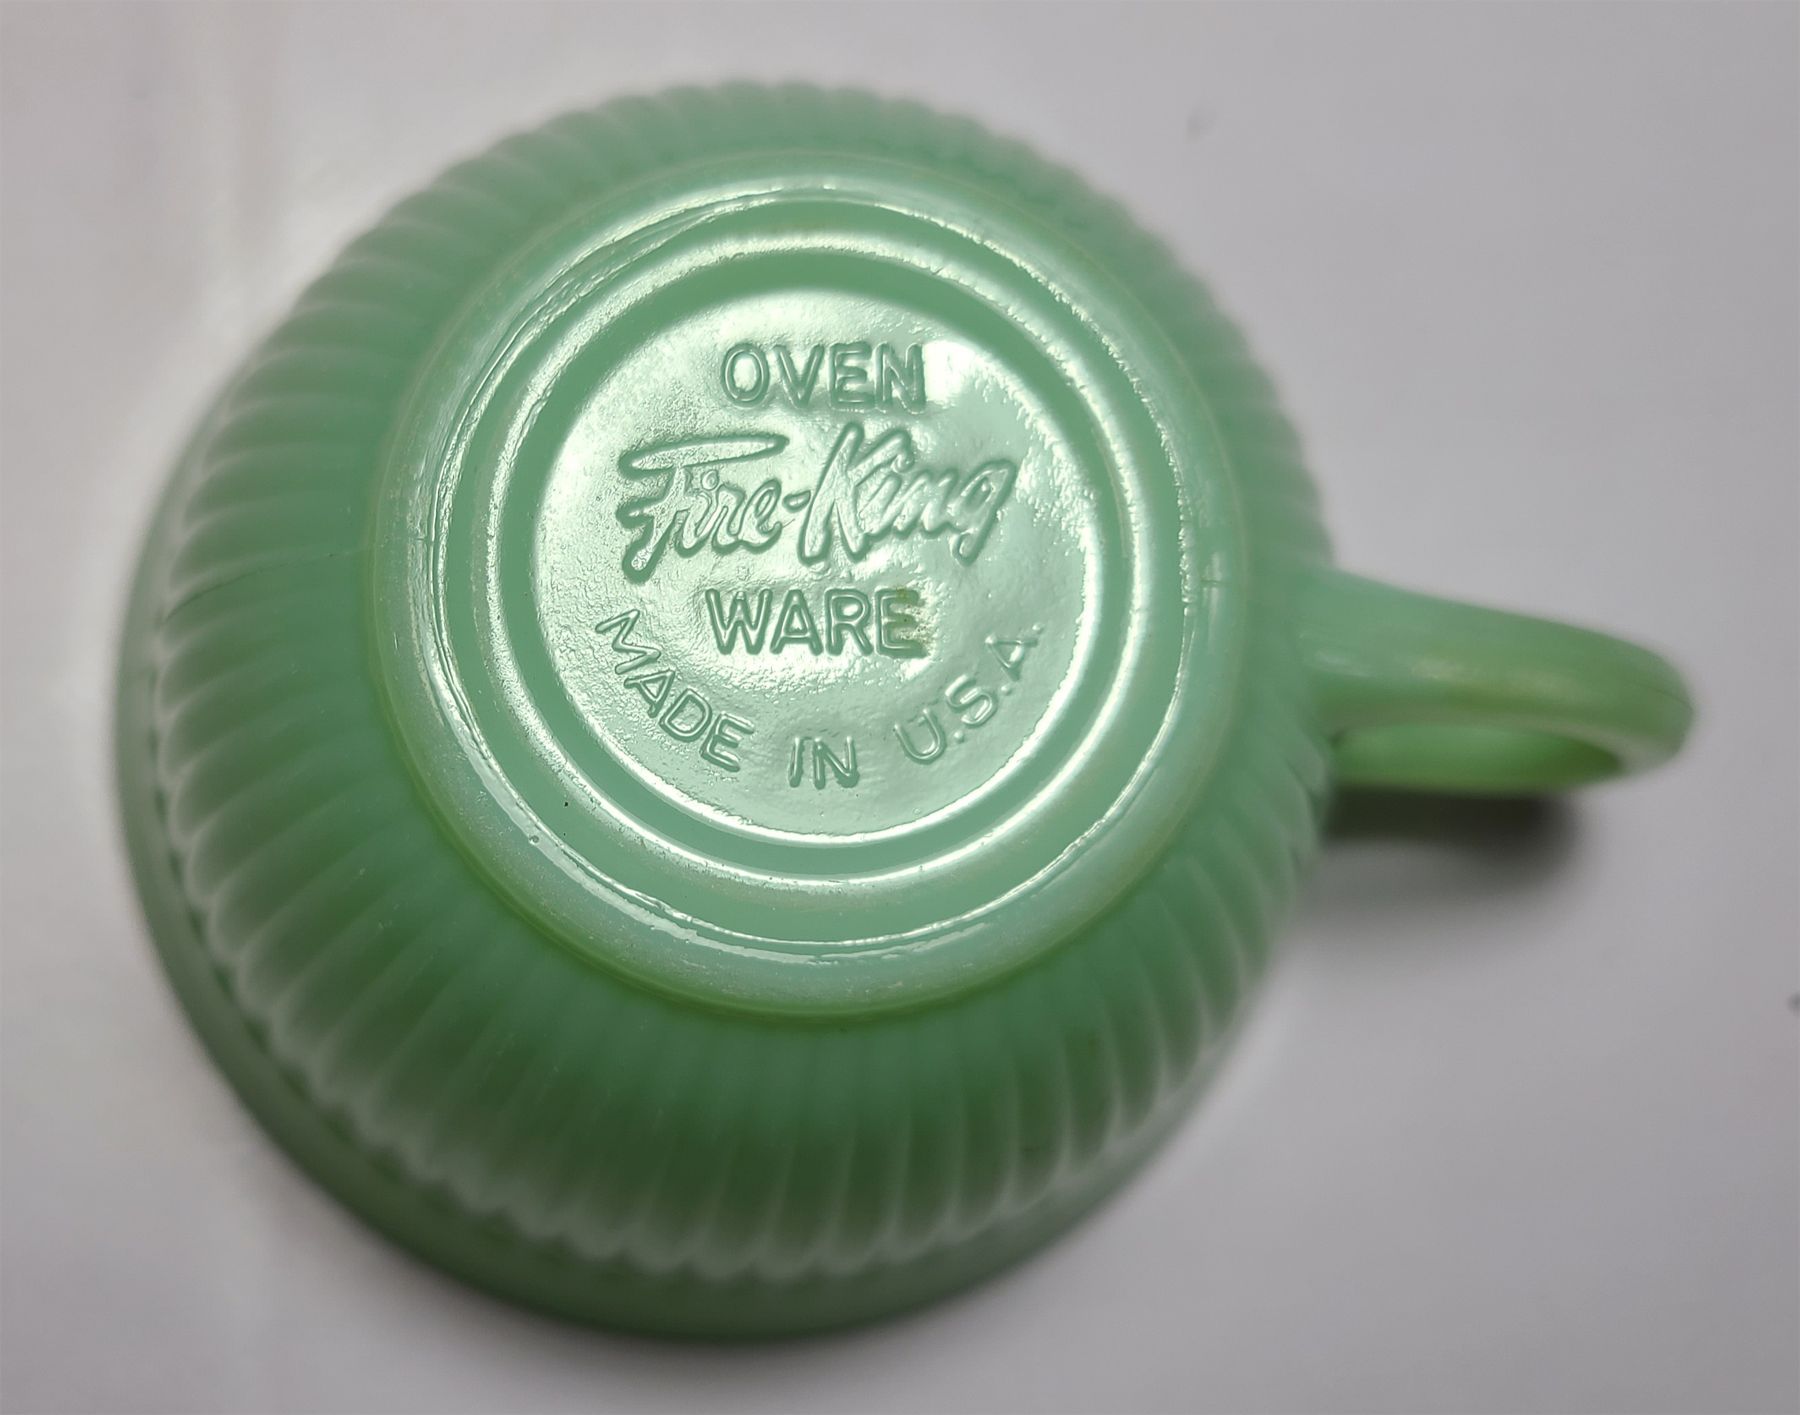 OVEN
Fire-King
WARE
MADE IN U.S.A.